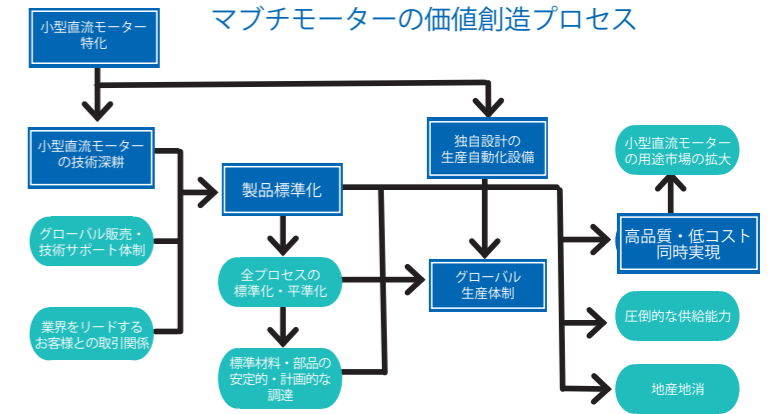 マブチモーターの価値創造プロセス
小型直流モーター
特化
小型直流モーター
の技術深耕
グローバル販売・
技術サポート体制
業界をリードする
お客様との取引関係
製品標準化
全プロセスの
標準化・平準化
標準材料・部品の
安定的・計画的な
調達
独自設計の
生産自動化設備
グローバル
生産体制
小型直流モーター
の用途市場の拡大
高品質・低コスト
同時実現
圧倒的な供給能力
地産地消